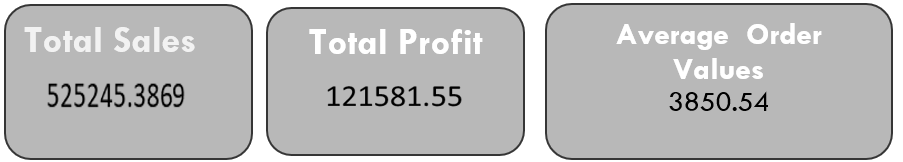 Total Sales
525245.3869
Total Profit
121581.55
Average Order
Values
3850.54